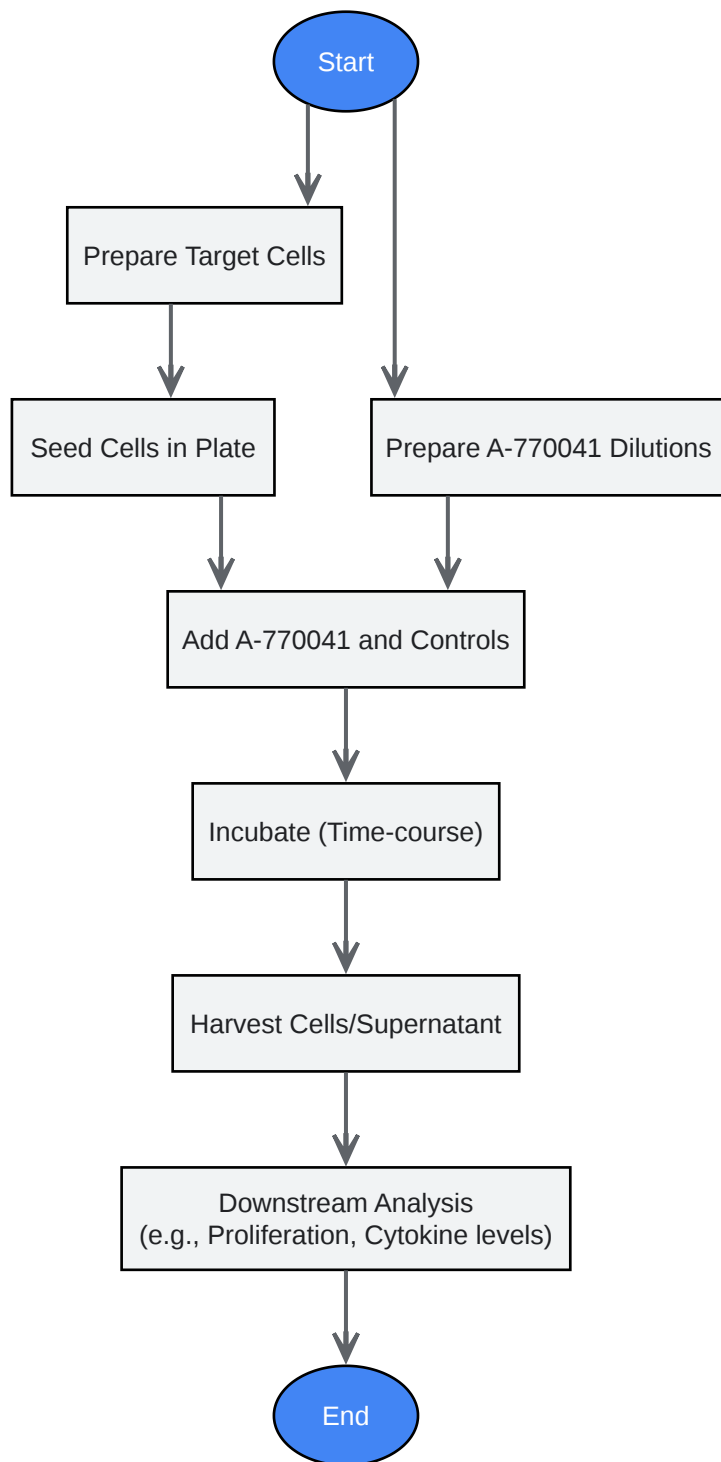 Start
Prepare Target Cells
Seed Cells in Plate
Prepare A-770041 Dilutions
Add A-770041 and Controls
Incubate (Time-course)
Harvest Cells/Supernatant
Downstream Analysis
(e.g., Proliferation, Cytokine levels)
End